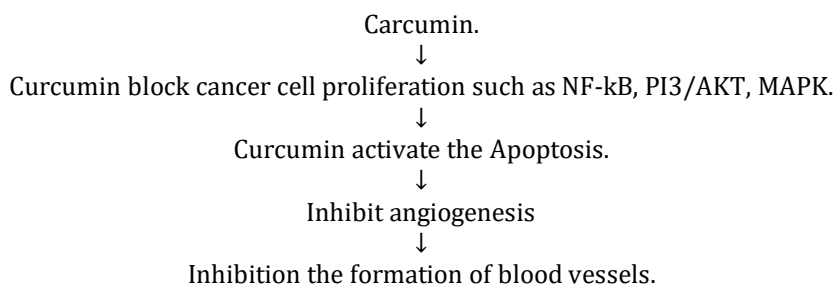 Carcumin.
↓
Curcumin block cancer cell proliferation such as NF-kB, PI3/AKT, MAPK.
↓
Curcumin activate the Apoptosis.
↓
Inhibit angiogenesis
↓
Inhibition the formation of blood vessels.